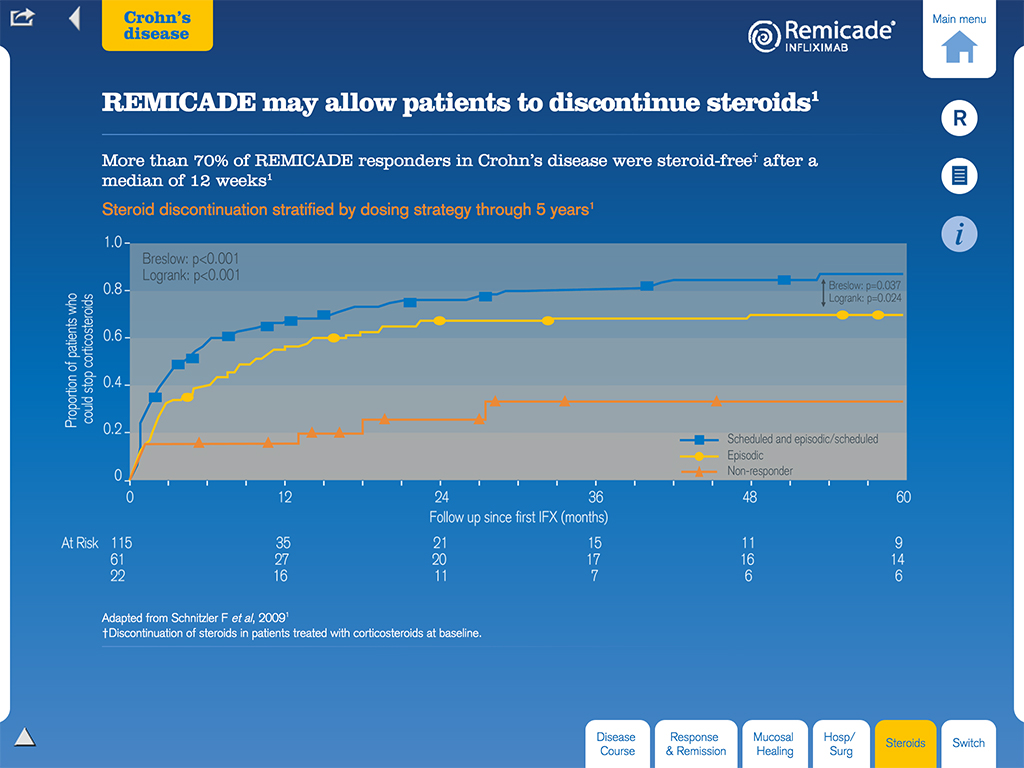 Crohn's
disease
Remicade®
INFLIXIMAB
Main menu
REMICADE may allow patients to discontinue steroids¹
R
More than 70% of REMICADE responders in Crohn's disease were steroid-free† after a
median of 12 weeks¹
i
Steroid discontinuation stratified by dosing strategy through 5 years¹
Proportion of patients who
could stop corticosteroids
1.0
0.8
0.6
0.4
0.2
0
Breslow: p<0.001
Logrank: p<0.001
Breslow: p=0.037
Logrank: p=0.024
Scheduled and episodic/scheduled
Episodic
Non-responder
0 12 24 36 48 60
Follow up since first IFX (months)
At Risk 115 35 21 15 11 9
61 27 20 17 16 14
22 16 11 7 6 6
Adapted from Schnitzler F et al, 2009¹
†Discontinuation of steroids in patients treated with corticosteroids at baseline.
Disease
Course
Response
& Remission
Mucosal
Healing
Hosp/
Surg
Steroids
Switch